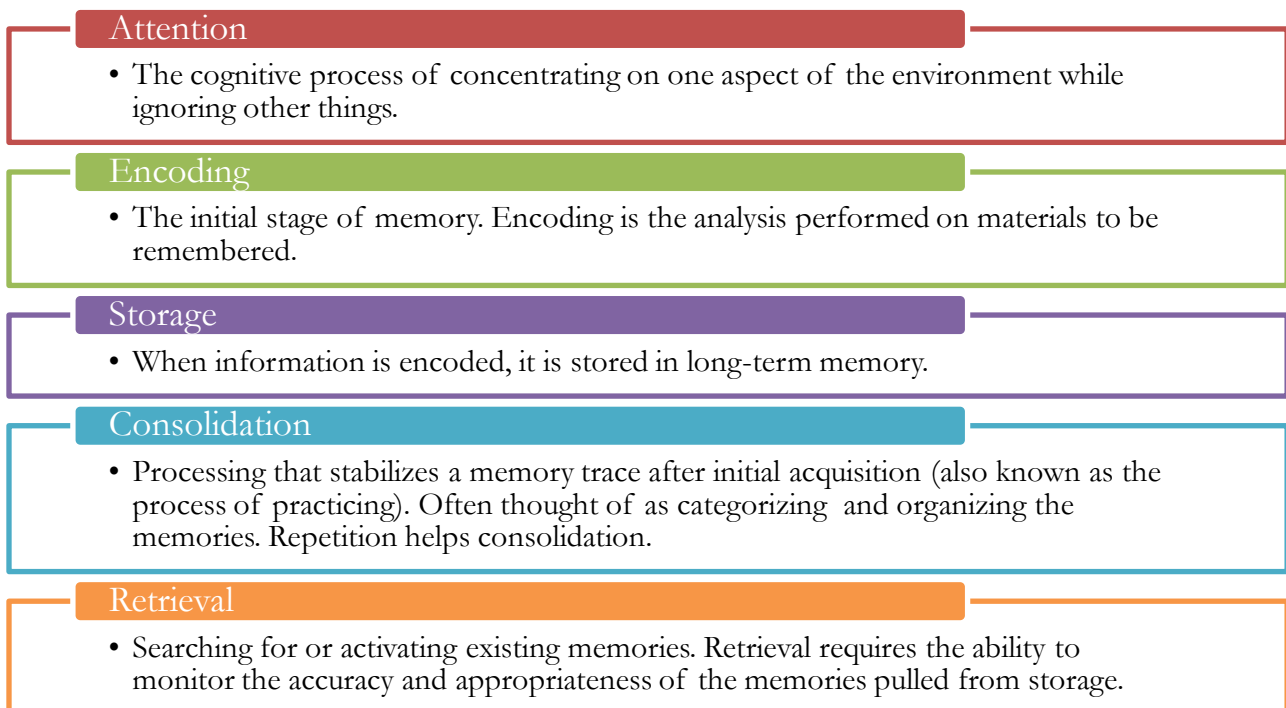 Attention
• The cognitive process of concentrating on one aspect of the environment while
ignoring other things.
Encoding
• The initial stage of memory. Encoding is the analysis performed on materials to be
remembered.
Storage
• When information is encoded, it is stored in long-term memory.
Consolidation
• Processing that stabilizes a memory trace after initial acquisition (also known as the
process of practicing). Often thought of as categorizing and organizing the
memories. Repetition helps consolidation.
Retrieval
• Searching for or activating existing memories. Retrieval requires the ability to
monitor the accuracy and appropriateness of the memories pulled from storage.